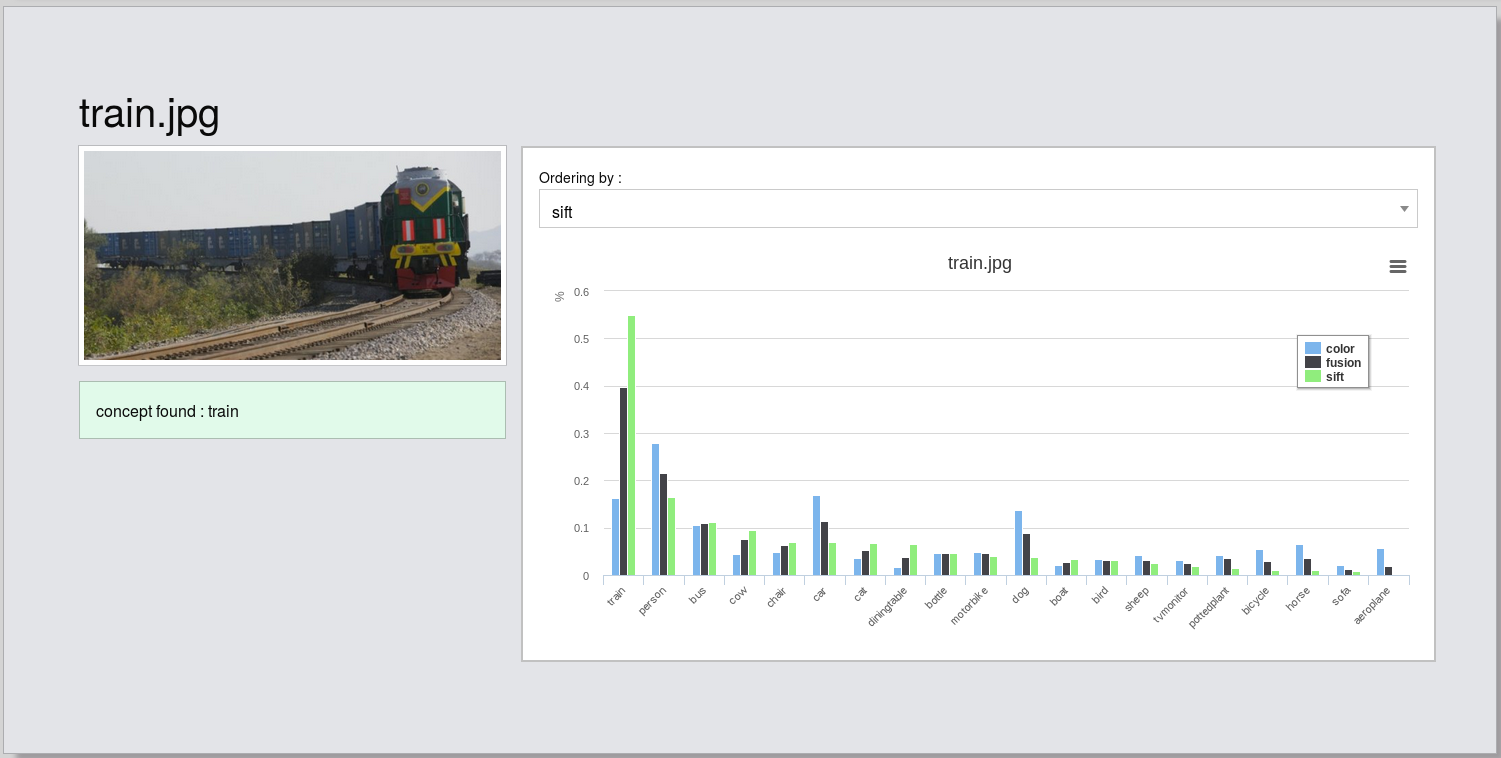 train.jpg
concept found : train
Ordering by :
sift
train.jpg
%
0.6
0.5
0.4
0.3
0.2
0.1
0
color
fusion
sift
train
person
bus
cow
chair
car
cat
diningtable
bottle
motorbike
dog
boat
bird
sheep
tvmonitor
pottedplant
bicycle
horse
sofa
aeroplane